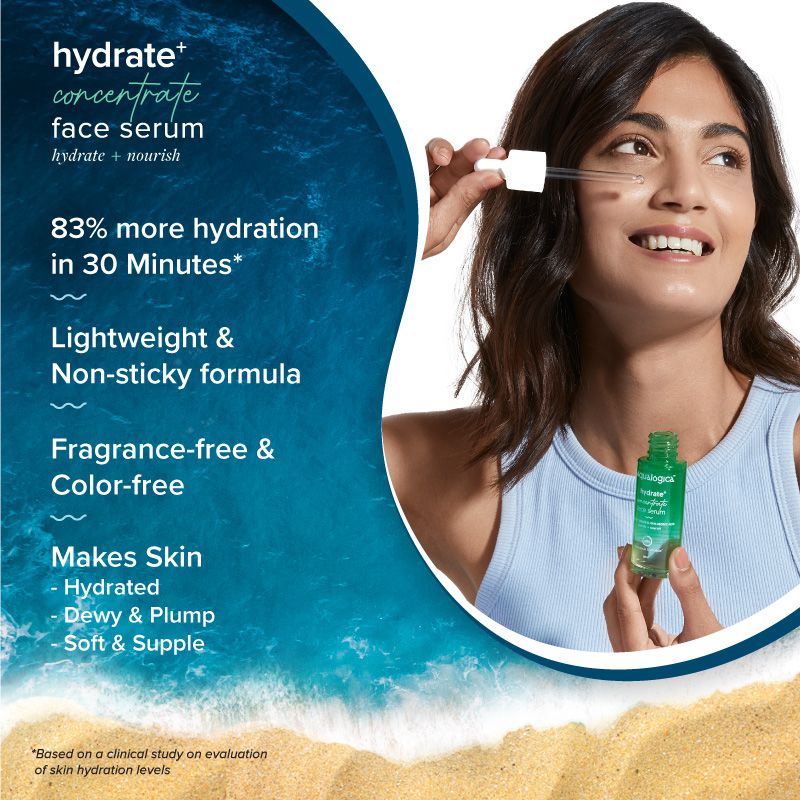 hydrate+
concentrate
face serum
hydrate + nourish
83% more hydration
in 30 Minutes*
Lightweight &
Non-sticky formula
Fragrance-free &
Color-free
Makes Skin
- Hydrated
- Dewy & Plump
- Soft & Supple
*Based on a clinical study on evaluation
of skin hydration levels
qualogica
hydrate+
concentrate
face serum